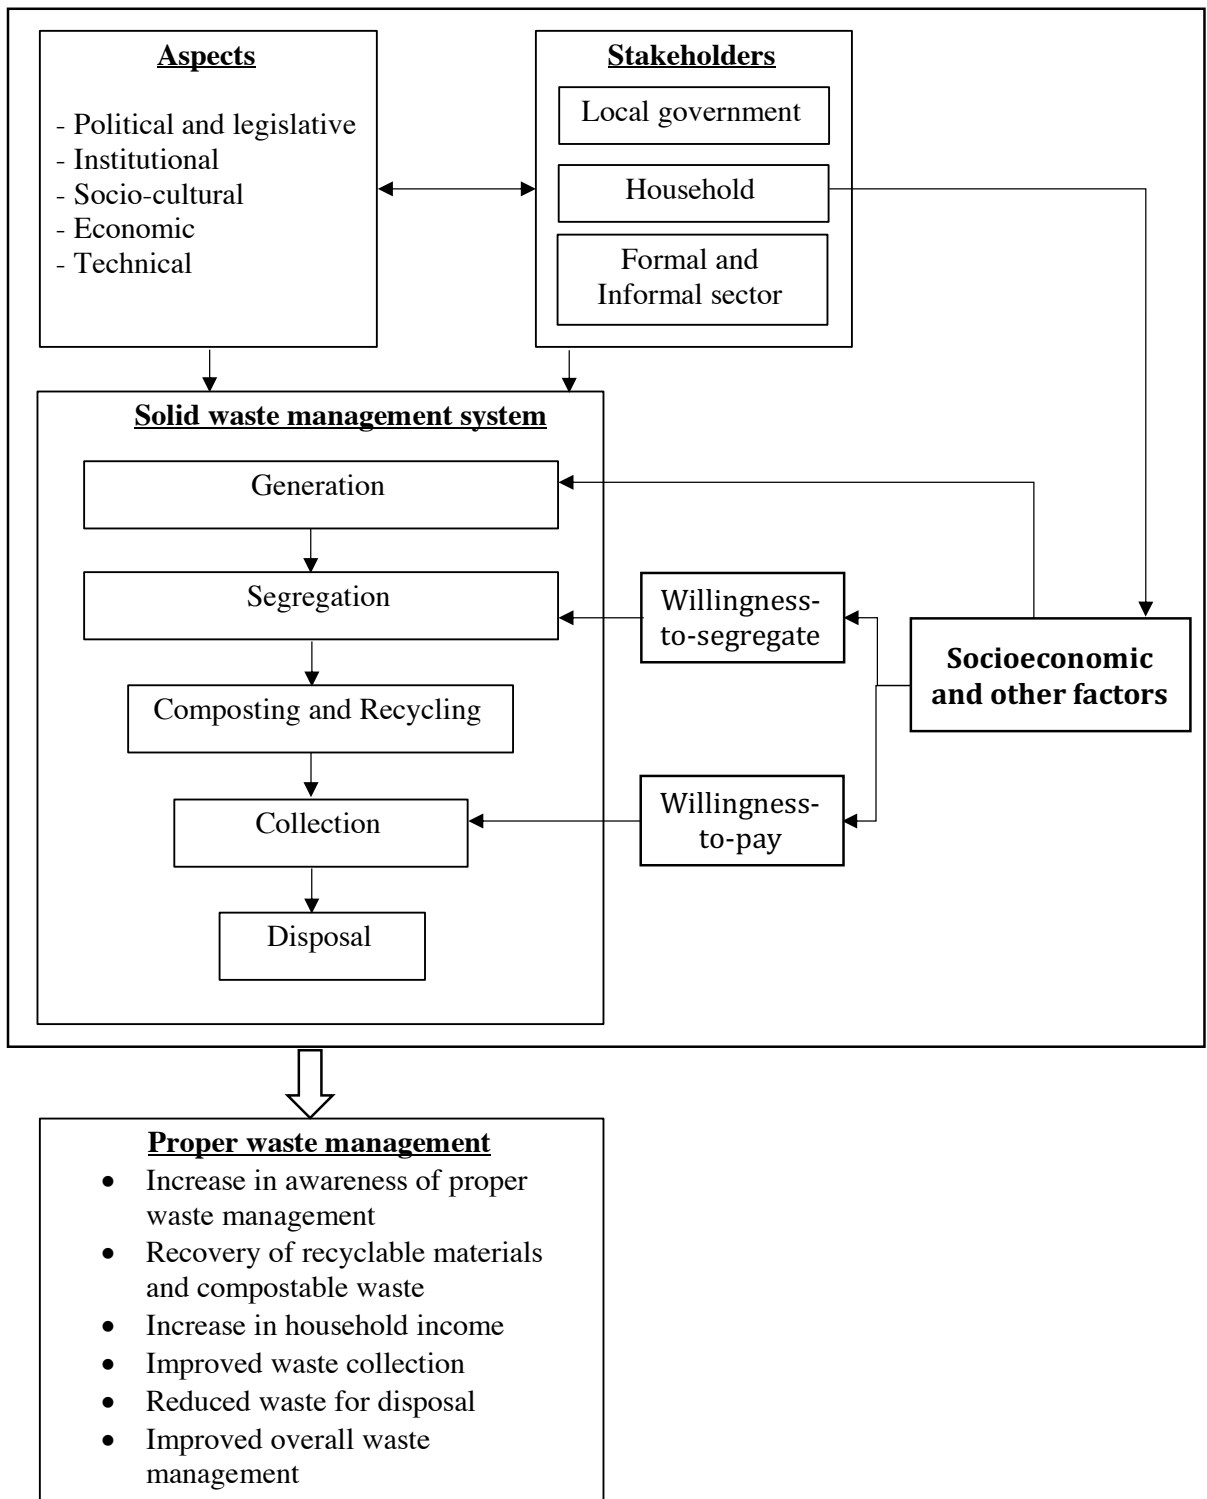 Aspects
- Political and legislative
- Institutional
- Socio-cultural
- Economic
- Technical
Stakeholders
Local government
Household
Formal and
Informal sector
Solid waste management system
Generation
Segregation
Composting and Recycling
Collection
Disposal
Willingness-
to-segregate
Willingness-
to-pay
Socioeconomic
and other factors
Proper waste management
• Increase in awareness of proper
waste management
• Recovery of recyclable materials
and compostable waste
• Increase in household income
• Improved waste collection
• Reduced waste for disposal
• Improved overall waste
management